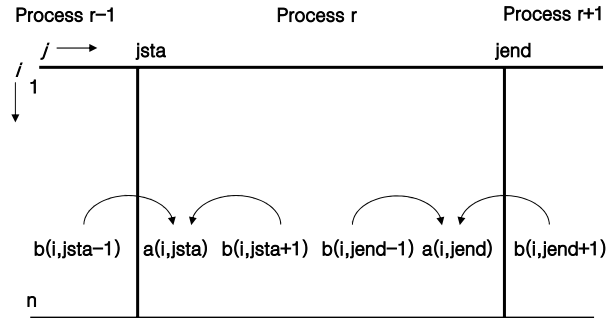 Process r-1 Process r Process r+1
j jsta jend
i
1
b(i,jsta-1) a(i,jsta) b(i,jsta+1) b(i,jend-1) a(i,jend) b(i,jend+1)
n